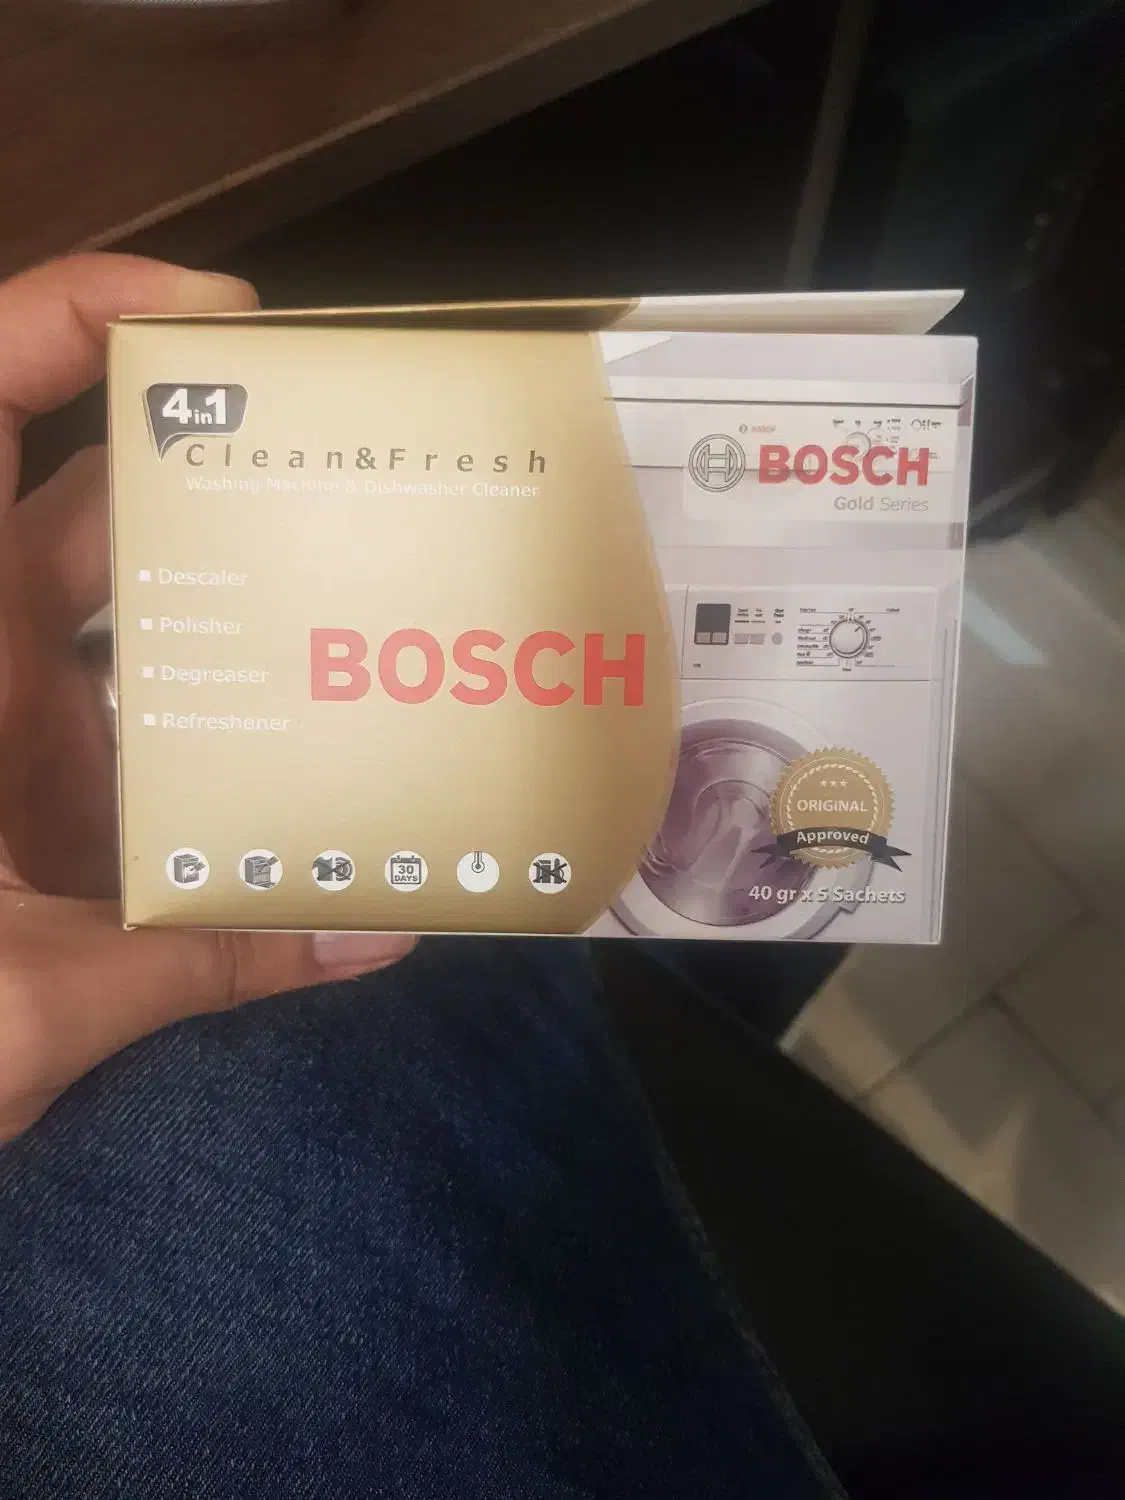 4in1
Clean&Fresh
Washing Machine & Dishwasher Cleaner
Descaler
Polisher
Degreaser
Refreshener
BOSCH
30
DAYS
BOSCH
BOSCH
Gold Series
ORIGINAL
Approved
40 gr x 5 Sachets